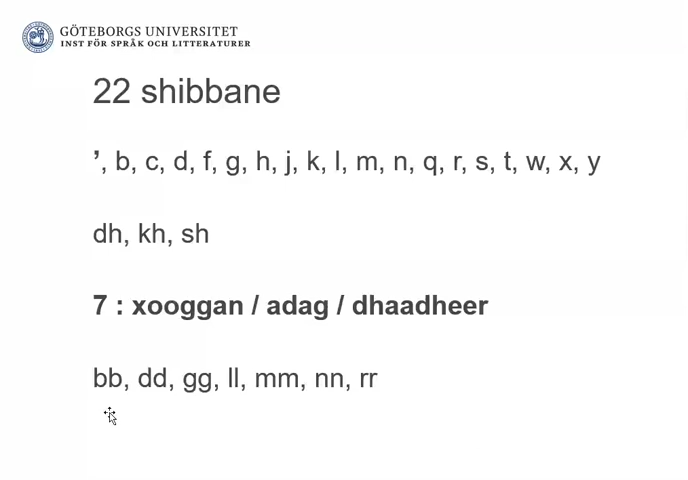 GÖTEBORGS UNIVERSITET
INST FÖR SPRÅK OCH LITTERATURER
22 shibbane
’, b, c, d, f, g, h, j, k, l, m, n, q, r, s, t, w, x, y
dh, kh, sh
7 : xooggan / adag / dhaadheer
bb, dd, gg, ll, mm, nn, rr